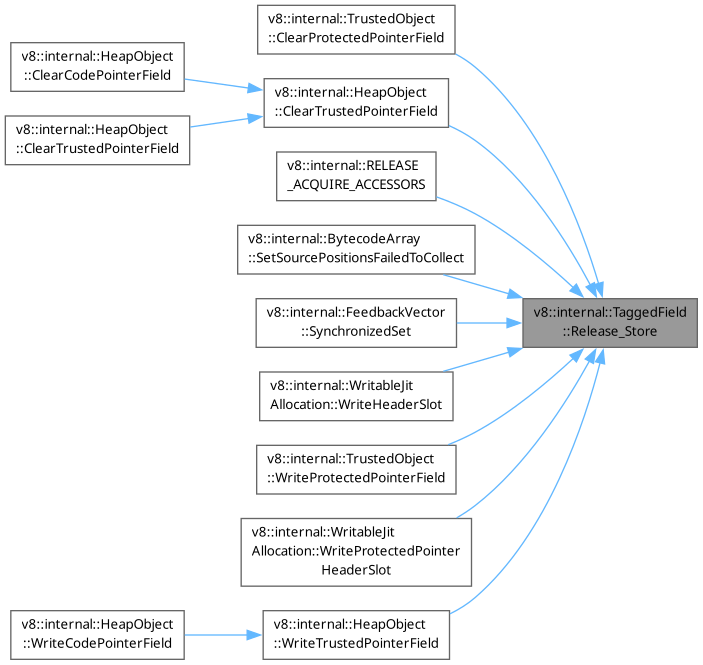 v8::internal::TrustedObject
::ClearProtectedPointerField
v8::internal::HeapObject
::ClearCodePointerField
v8::internal::HeapObject
::ClearTrustedPointerField
v8::internal::HeapObject
::ClearTrustedPointerField
v8::internal::RELEASE
_ACQUIRE_ACCESSORS
v8::internal::BytecodeArray
::SetSourcePositionsFailedToCollect
v8::internal::TaggedField
::Release_Store
v8::internal::FeedbackVector
::SynchronizedSet
v8::internal::WritableJit
Allocation::WriteHeaderSlot
v8::internal::TrustedObject
::WriteProtectedPointerField
v8::internal::WritableJit
Allocation::WriteProtectedPointer
HeaderSlot
v8::internal::HeapObject
::WriteCodePointerField
v8::internal::HeapObject
::WriteTrustedPointerField